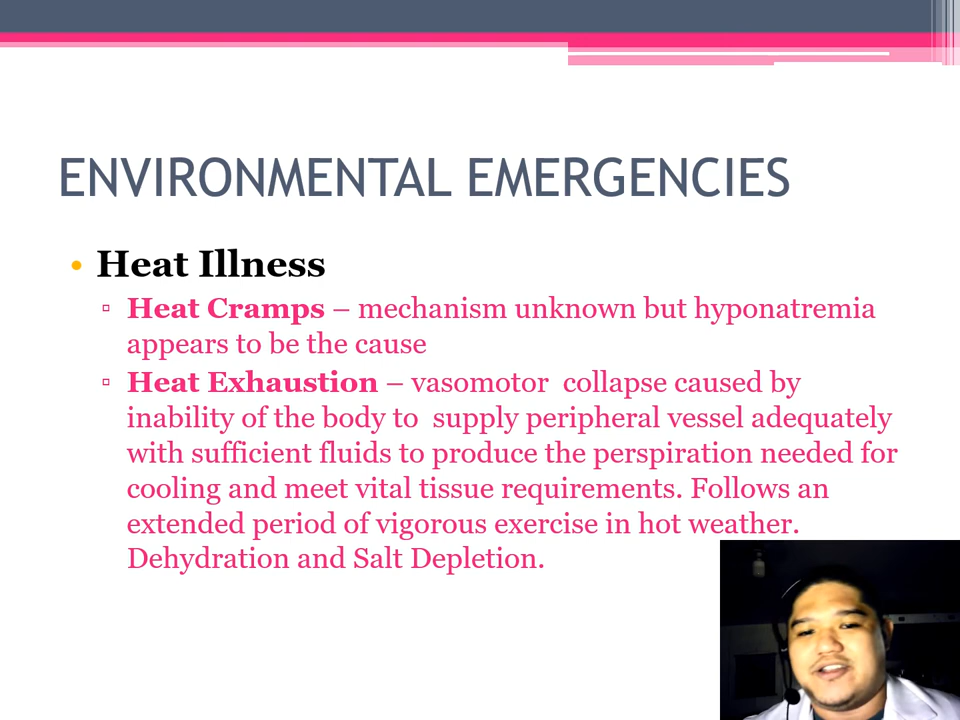 ENVIRONMENTAL EMERGENCIES
• Heat Illness
▫ Heat Cramps – mechanism unknown but hyponatremia
appears to be the cause
▫ Heat Exhaustion – vasomotor  collapse caused by
inability of the body to  supply peripheral vessel adequately
with sufficient fluids to produce the perspiration needed for
cooling and meet vital tissue requirements. Follows an
extended period of vigorous exercise in hot weather.
Dehydration and Salt Depletion.